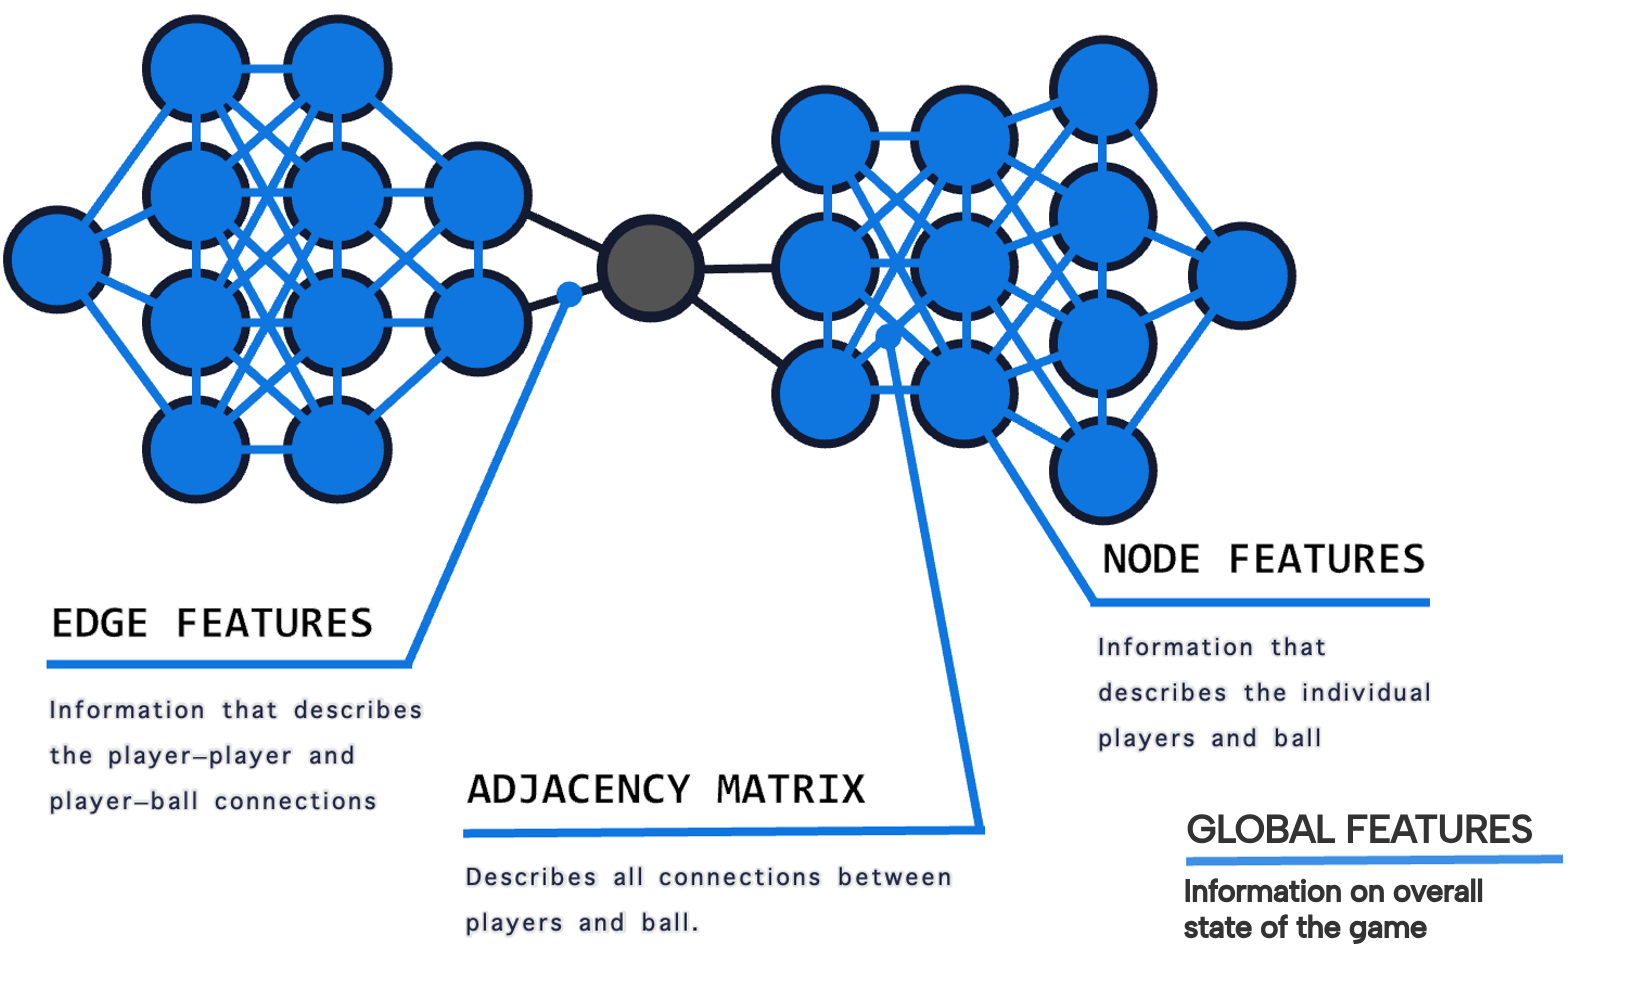 NODE FEATURES
Information that
describes the individual
players and ball
EDGE FEATURES
Information that describes
the player–player and
player–ball connections
ADJACENCY MATRIX
Describes all connections between
players and ball.
GLOBAL FEATURES
Information on overall
state of the game